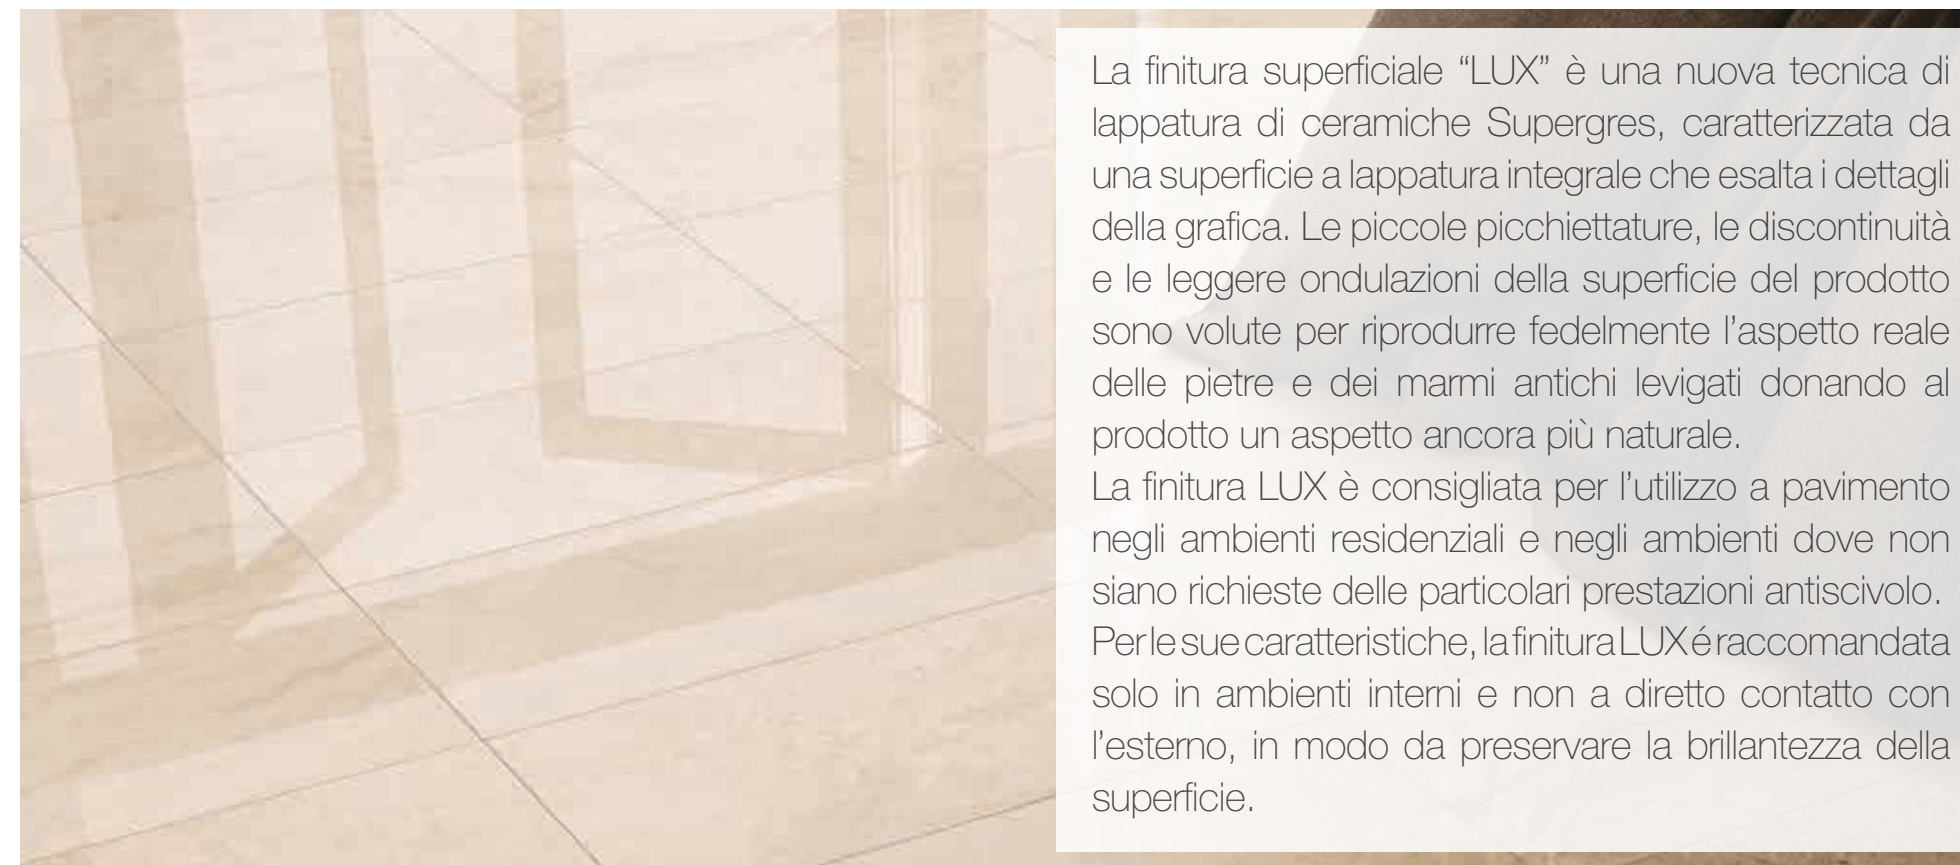 La finitura superficiale “LUX” è una nuova tecnica di
lappatura di ceramiche Supergres, caratterizzata da
una superficie a lappatura integrale che esalta i dettagli
della grafica. Le piccole picchiettature, le discontinuità
e le leggere ondulazioni della superficie del prodotto
sono volute per riprodurre fedelmente l’aspetto reale
delle pietre e dei marmi antichi levigati donando al
prodotto un aspetto ancora più naturale.
La finitura LUX è consigliata per l’utilizzo a pavimento
negli ambienti residenziali e negli ambienti dove non
siano richieste delle particolari prestazioni antiscivolo.
Per le sue caratteristiche, la finitura LUX é raccomandata
solo in ambienti interni e non a diretto contatto con
l’esterno, in modo da preservare la brillantezza della
superficie.